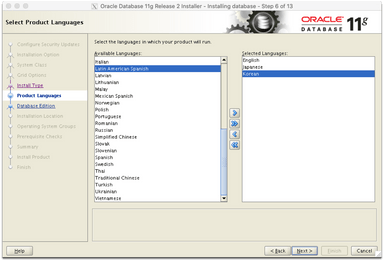 Oracle Database 11g Release 2 Installer - Installing database - Step 6 of 13
Select Product Languages
ORACLE
DATABASE
11g
Configure Security Updates
Installation Option
System Class
Grid Options
Install Type
Product Languages
Database Edition
Installation Location
Operating System Groups
Prerequisite Checks
Summary
Install Product
Finish
Select the languages in which your product will run.
Available Languages:
Italian
Latin American Spanish
Latvian
Lithuanian
Malay
Mexican Spanish
Norwegian
Polish
Portuguese
Romanian
Russian
Simplified Chinese
Slovak
Slovenian
Spanish
Swedish
Thai
Traditional Chinese
Turkish
Ukrainian
Vietnamese
Selected Languages:
English
Japanese
Korean
Help
< Back
Next >
Finish
Cancel